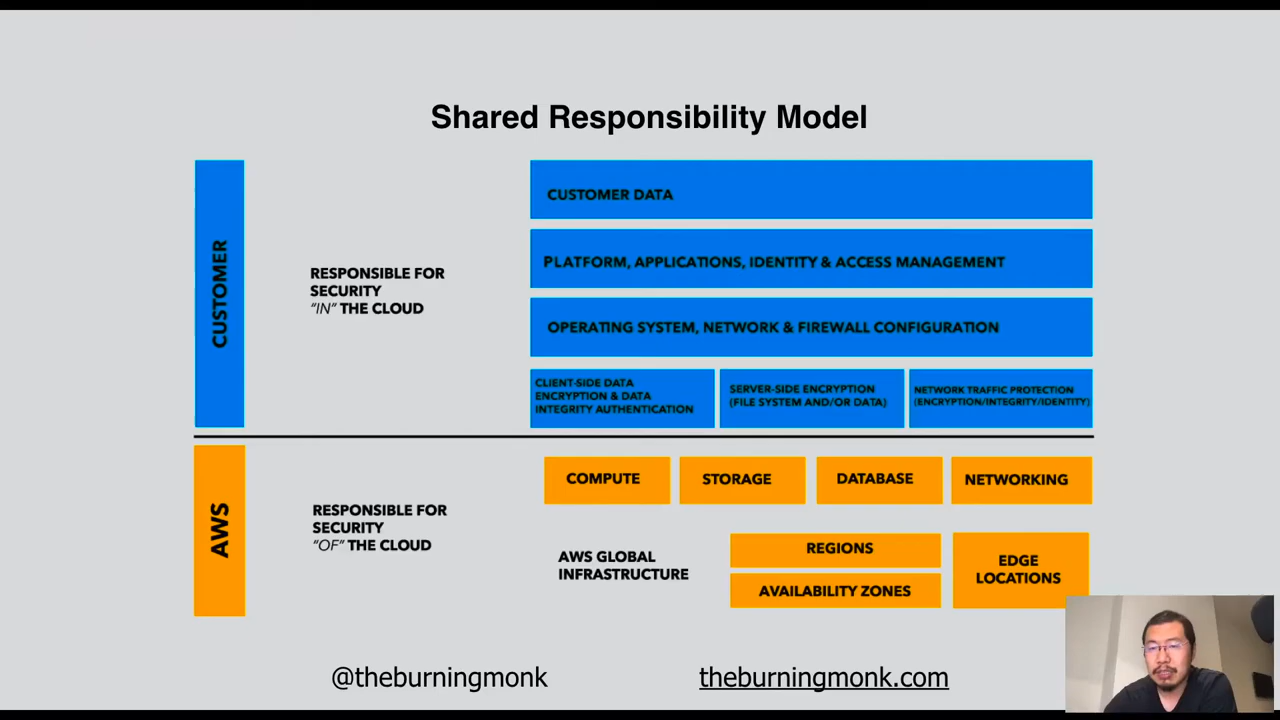 Shared Responsibility Model
CUSTOMER
RESPONSIBLE FOR
SECURITY
"IN" THE CLOUD
CUSTOMER DATA
PLATFORM, APPLICATIONS, IDENTITY & ACCESS MANAGEMENT
OPERATING SYSTEM, NETWORK & FIREWALL CONFIGURATION
CLIENT-SIDE DATA
ENCRYPTION & DATA
INTEGRITY AUTHENTICATION
SERVER-SIDE ENCRYPTION
(FILE SYSTEM AND/OR DATA)
NETWORK TRAFFIC PROTECTION
(ENCRYPTION/INTEGRITY/IDENTITY)
AWS
RESPONSIBLE FOR
SECURITY
"OF" THE CLOUD
COMPUTE
STORAGE
DATABASE
NETWORKING
AWS GLOBAL
INFRASTRUCTURE
REGIONS
AVAILABILITY ZONES
EDGE
LOCATIONS
@theburningmonk
theburningmonk.com